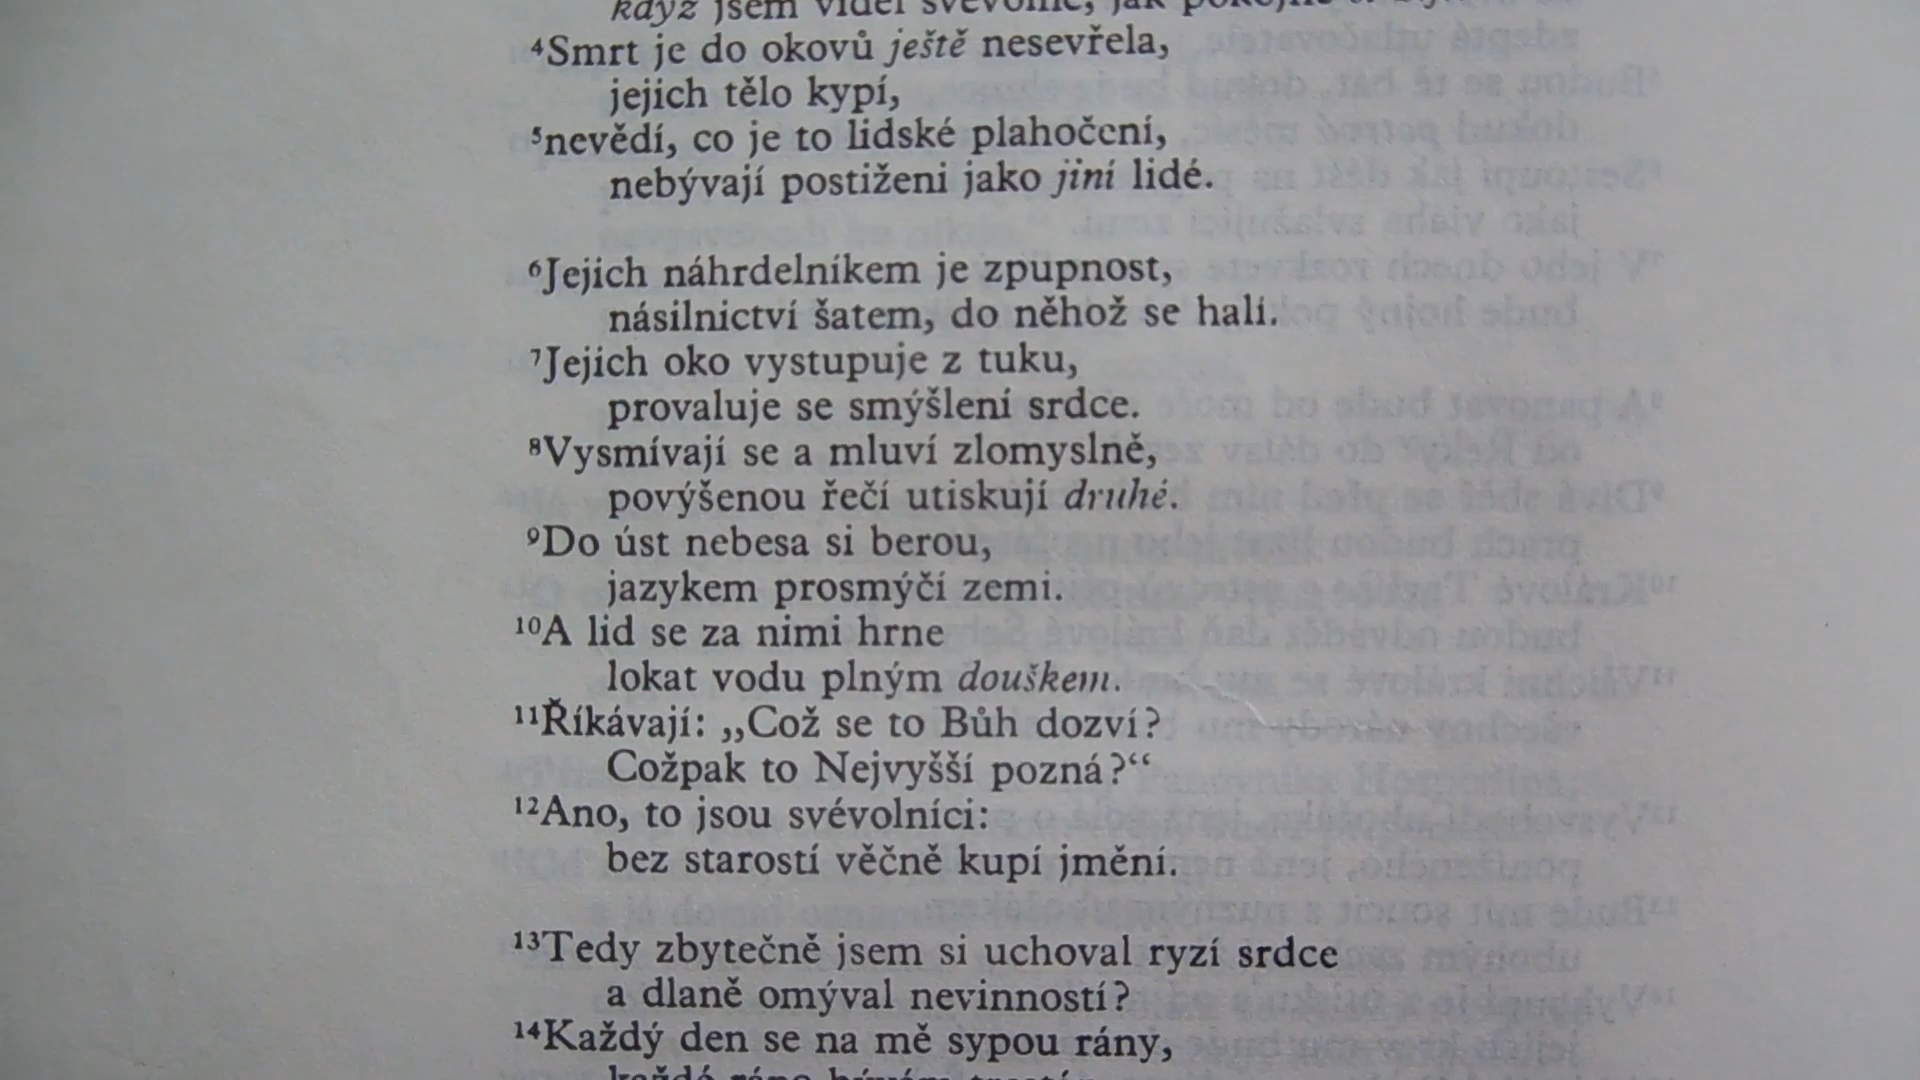 když jsem viděl svévolné, jak
⁴Smrt je do okovů ještě nesevřela,
jejich tělo kypí,
⁵nevědí, co je to lidské plahočení,
nebývají postiženi jako jiní lidé.
⁶Jejich náhrdelníkem je zpupnost,
násilnictví šatem, do něhož se halí.
⁷Jejich oko vystupuje z tuku,
provaluje se smýšlení srdce.
⁸Vysmívají se a mluví zlomyslně,
povýšenou řečí utiskují druhé.
⁹Do úst nebesa si berou,
jazykem prosmýčí zemi.
¹⁰A lid se za nimi hrne
lokat vodu plným douškem.
¹¹Říkávají: „Což se to Bůh dozví?
Cožpak to Nejvyšší pozná?“
¹²Ano, to jsou svévolníci:
bez starostí věčně kupí jmění.
¹³Tedy zbytečně jsem si uchoval ryzí srdce
a dlaně omýval nevinností?
¹⁴Každý den se na mě sypou rány,